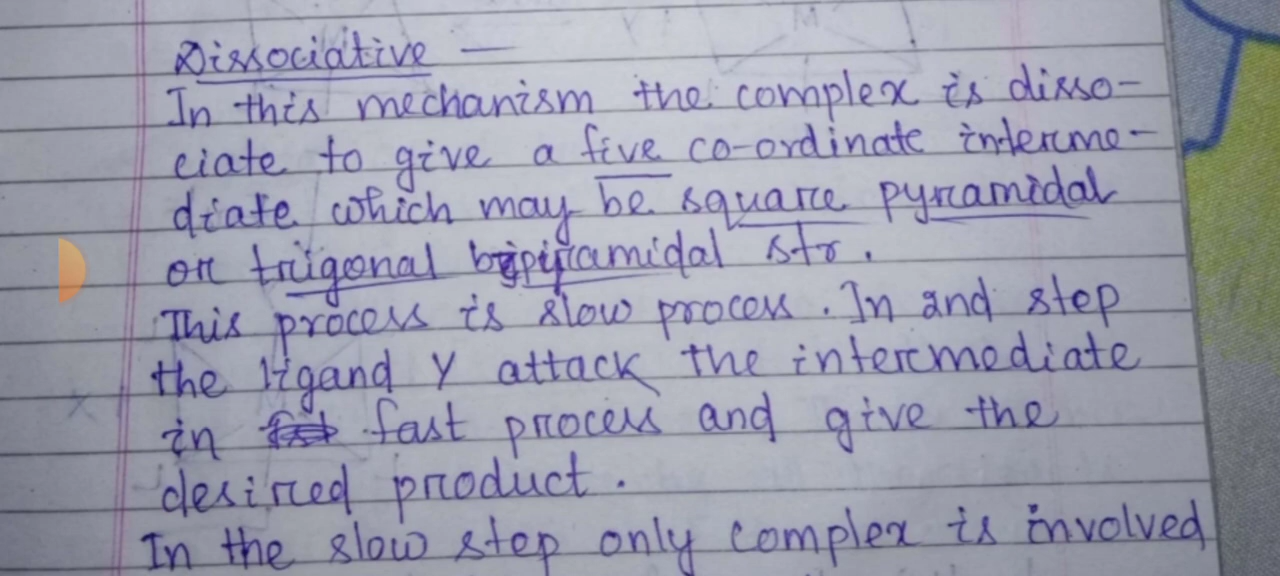 Dissociative —
In this mechanism the complex is disso-
ciate to give a five co-ordinate interme-
diate which may be square pyramidal
or trigonal bipiramidal str.
This process is slow process. In and step
the ligand Y attack the intermediate
in fast process and give the
desired product.
In the slow step only complex is involved